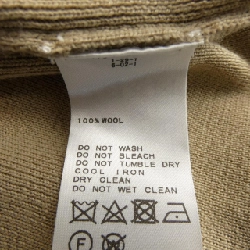 100% WOOL
DO NOT WASH
DO NOT BLEACH
DO NOT TUMBLE DRY
COOL IRON
DRY CLEAN
DO NOT WET CLEAN
F
W